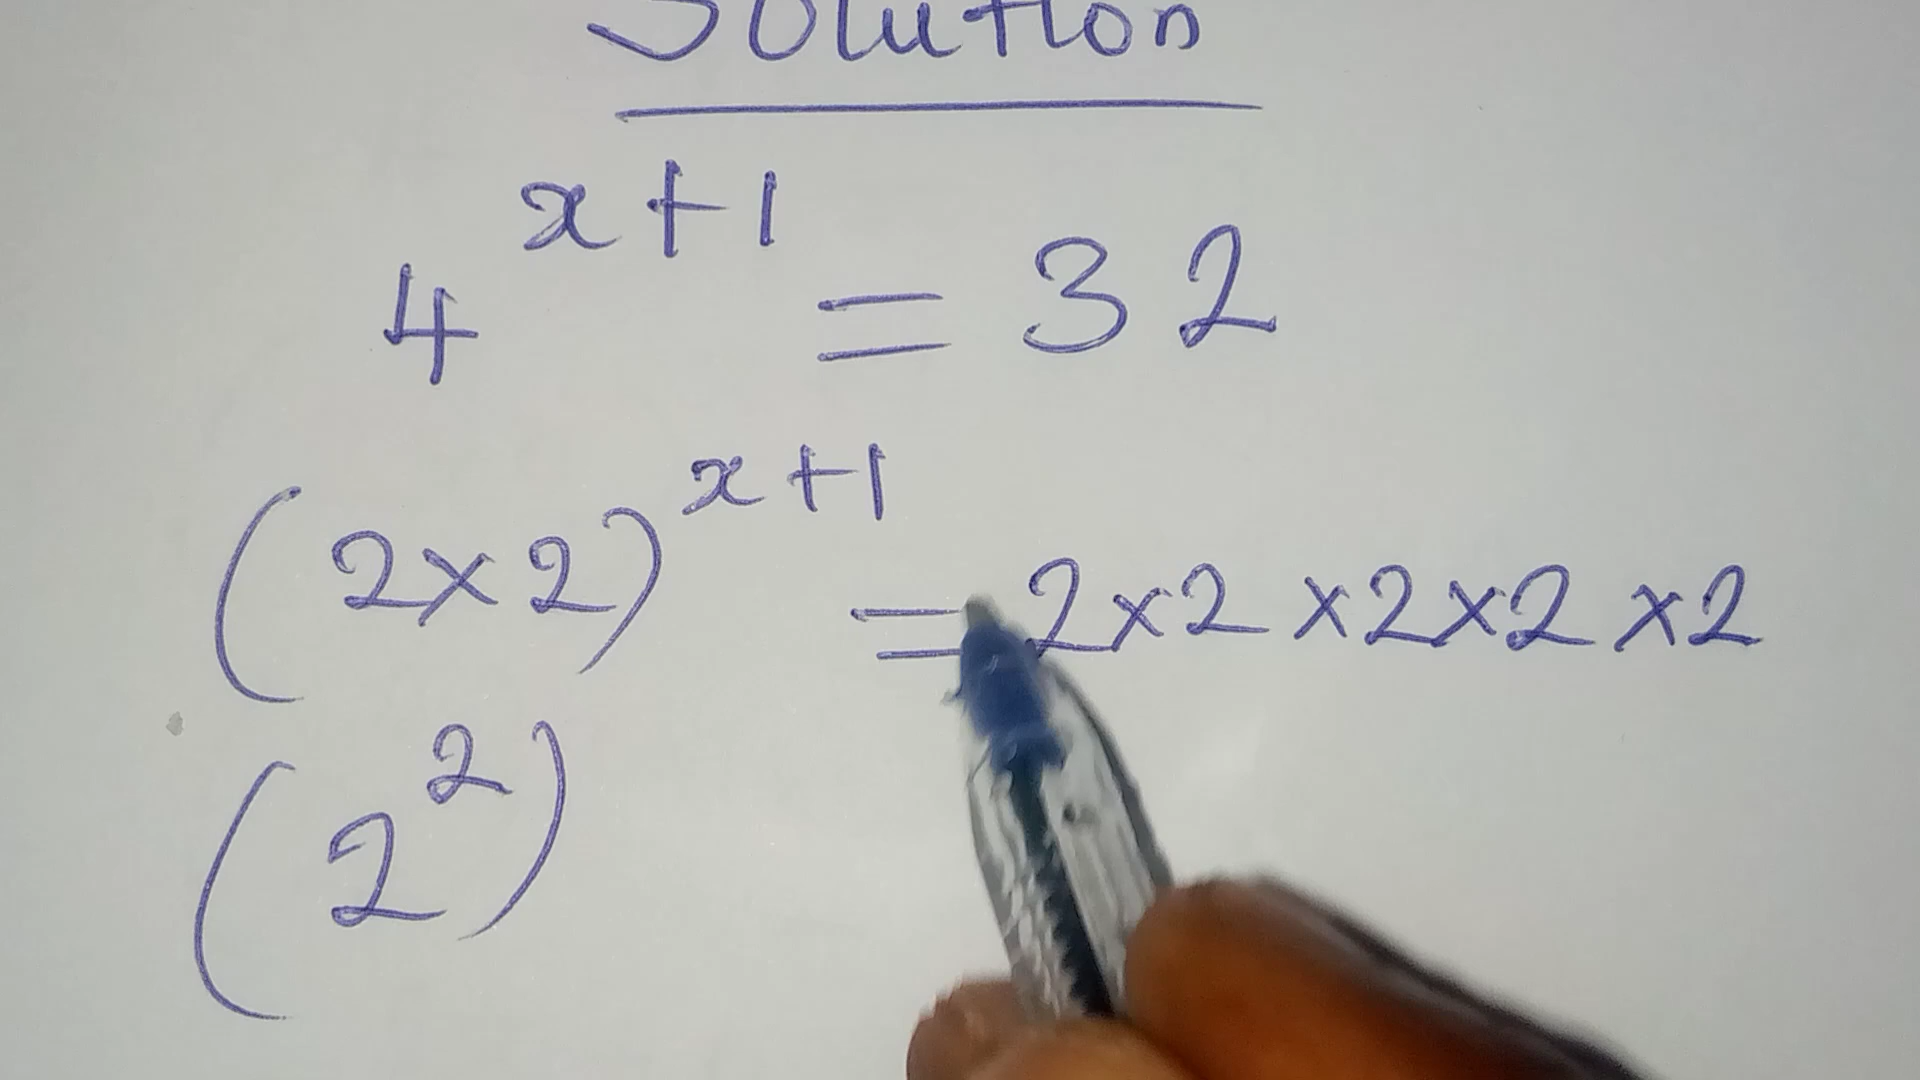 Solution
4^{x+1} = 32
(2×2)^{x+1} = 2×2×2×2×2
(2^2)